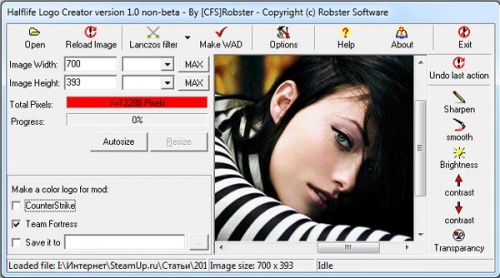 Halflife Logo Creator version 1.0 non-beta - By [CFS]Robster - Copyright (c) Robster Software
Open Reload Image Lanczos filter Make WAD Options Help About Exit
Image Width: 700 MAX
Image Height: 393 MAX
Total Pixels: >=12288 Pixels
Progress: 0%
Autosize Resize
Make a color logo for mod:
CounterStrike
Team Fortress
Save it to ...
Undo last action
Sharpen
smooth
Brightness
contrast
contrast
Transparancy
Loaded file: I:\Интернет\SteamUp.ru\Статьи\201 Image size: 700 x 393 Idle